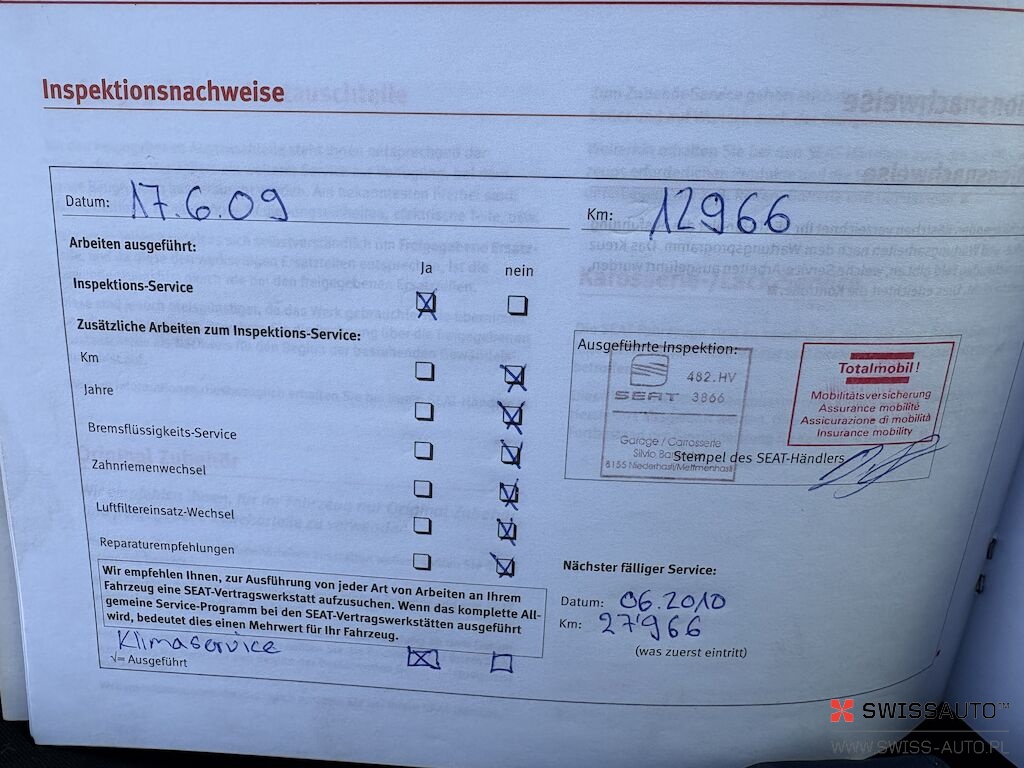 Inspektionsnachweise
Datum: 17.6.09 Km: 12966
Arbeiten ausgeführt:
Ja nein
Inspektions-Service
Zusätzliche Arbeiten zum Inspektions-Service:
Km
Jahre
Bremsflüssigkeits-Service
Zahnriemenwechsel
Luftfiltereinsatz-Wechsel
Reparaturempfehlungen
Wir empfehlen Ihnen, zur Ausführung von jeder Art von Arbeiten an Ihrem
Fahrzeug eine SEAT-Vertragswerkstatt aufzusuchen. Wenn das komplette All-
gemeine Service-Programm bei den SEAT-Vertragswerkstätten ausgeführt
wird, bedeutet dies einen Mehrwert für Ihr Fahrzeug.
Klimaservice
√= Ausgeführt
Ausgeführte Inspektion:
482.HV
SEAT 3866
Garage / Carrosserie
Silvio
8155 Niederhasli/Mettmenhasli
Totalmobil!
Mobilitätsversicherung
Assurance mobilité
Assicurazione di mobilità
Insurance mobility
Stempel des SEAT-Händlers
Nächster fälliger Service:
Datum: 06.2010
Km: 27'966
(was zuerst eintritt)
SWISSAUTO™
WWW.SWISS-AUTO.PL